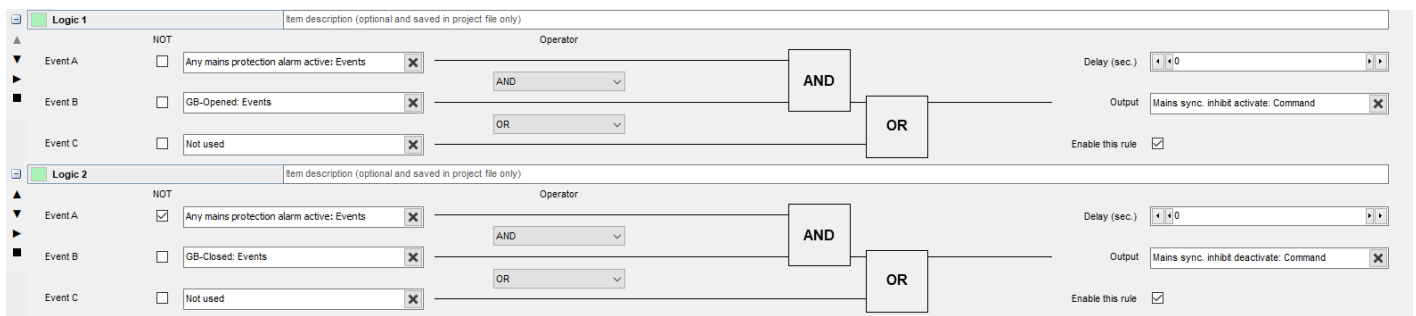 Logic 1 Item description (optional and saved in project file only)
NOT Operator
Event A Any mains protection alarm active: Events Delay (sec.) 0
AND AND
Event B GB-Opened: Events Output Mains sync. inhibit activate: Command
OR OR
Event C Not used Enable this rule
Logic 2 Item description (optional and saved in project file only)
NOT Operator
Event A Any mains protection alarm active: Events Delay (sec.) 0
AND AND
Event B GB-Closed: Events Output Mains sync. inhibit deactivate: Command
OR OR
Event C Not used Enable this rule